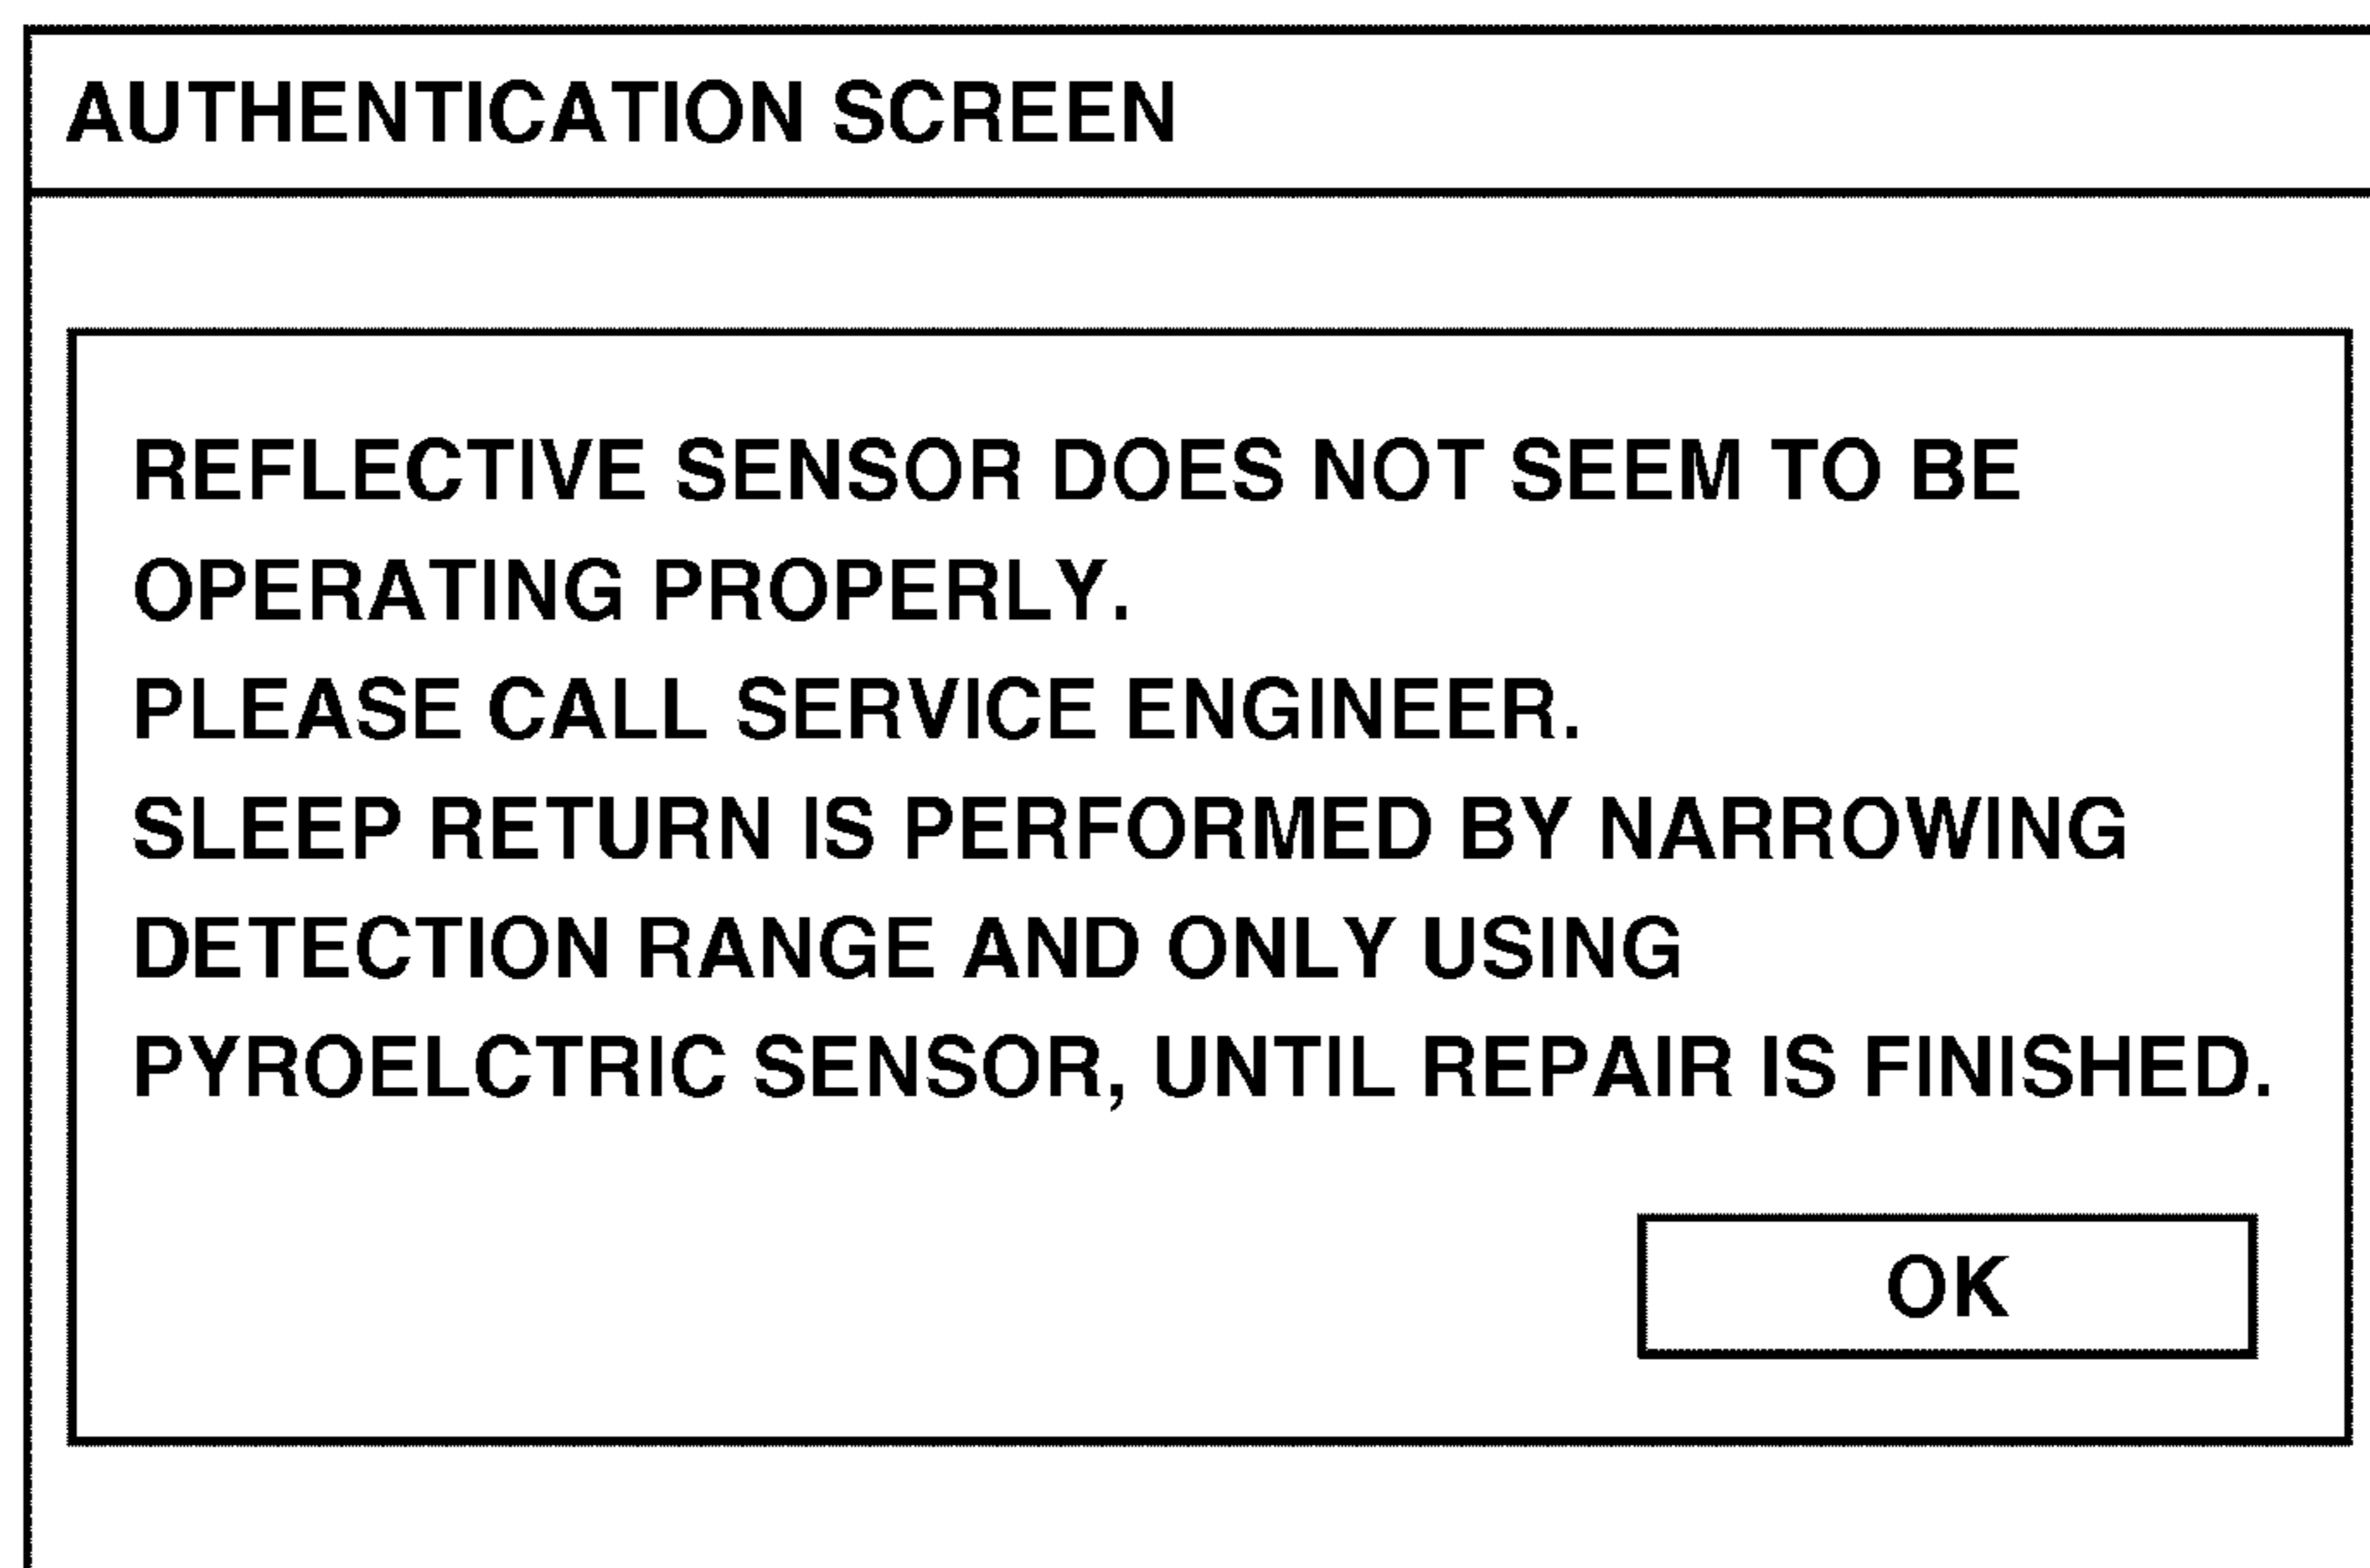 AUTHENTICATION SCREEN
REFLECTIVE SENSOR DOES NOT SEEM TO BE
OPERATING PROPERLY.
PLEASE CALL SERVICE ENGINEER.
SLEEP RETURN IS PERFORMED BY NARROWING
DETECTION RANGE AND ONLY USING
PYROELCTRIC SENSOR, UNTIL REPAIR IS FINISHED.
OK